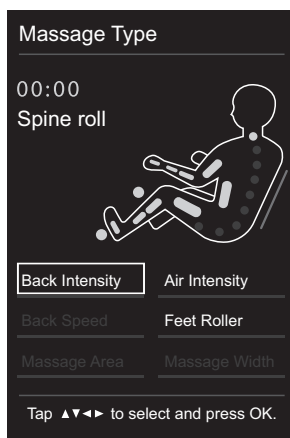 Massage Type
00:00
Spine roll
Back Intensity Air Intensity
Back Speed Feet Roller
Massage Area Massage Width
Tap ▲▼◄► to select and press OK.